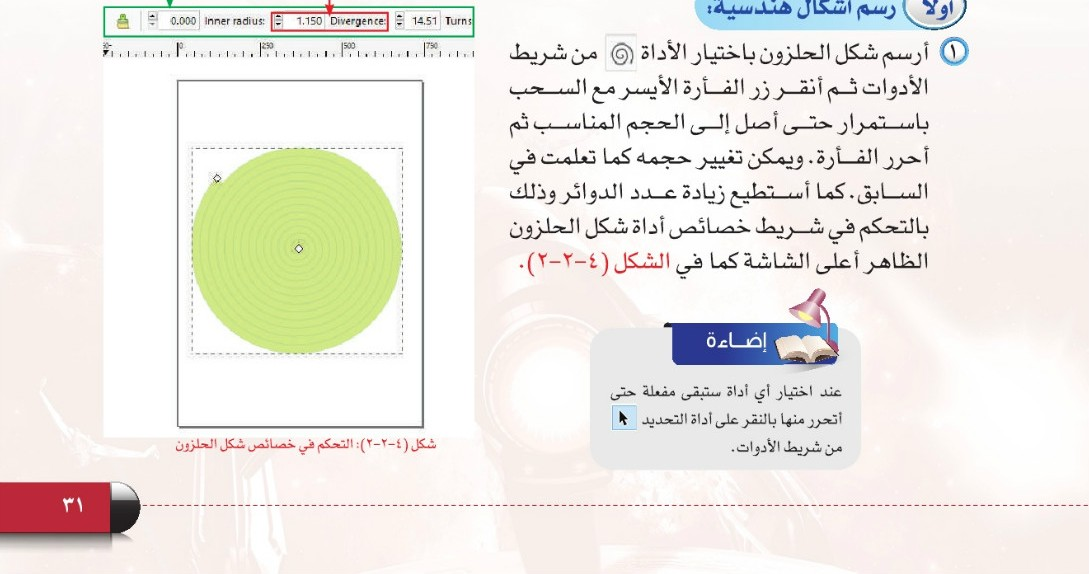 أولاً رسم أشكال هندسية:
١ أرسم شكل الحلزون باختيار الأداة من شريط
الأدوات ثم أنقر زر الفأرة الأيسر مع السحب
باستمرار حتى أصل إلى الحجم المناسب ثم
أحرر الفأرة. ويمكن تغيير حجمه كما تعلمت في
السابق. كما أستطيع زيادة عدد الدوائر وذلك
بالتحكم في شريط خصائص أداة شكل الحلزون
الظاهر أعلى الشاشة كما في الشكل (٤-٢-٢).
إضاءة
عند اختيار أي أداة ستبقى مفعلة حتى
أتحرر منها بالنقر على أداة التحديد
من شريط الأدوات.
0.000 Inner radius: 1.150 Divergence: 14.51 Turns
0 250 500 750
شكل (٤-٢-٢): التحكم في خصائص شكل الحلزون
٣١